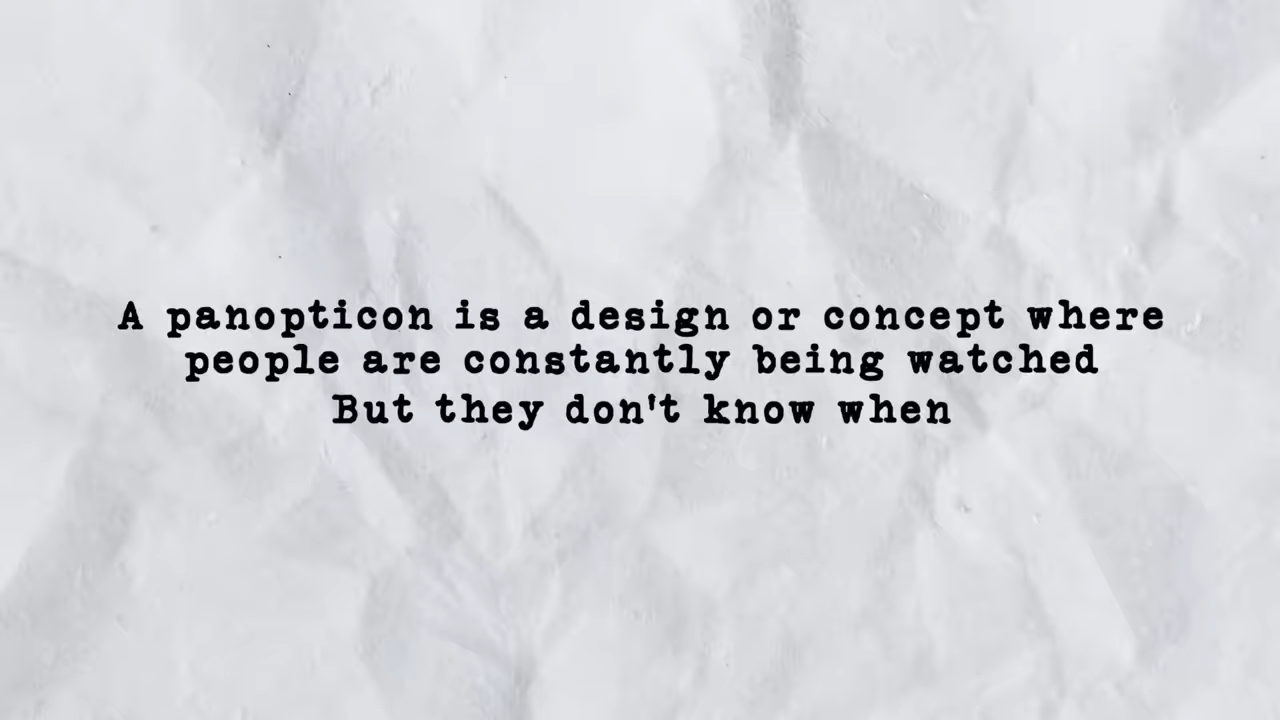 A panopticon is a design or concept where
people are constantly being watched
But they don't know when